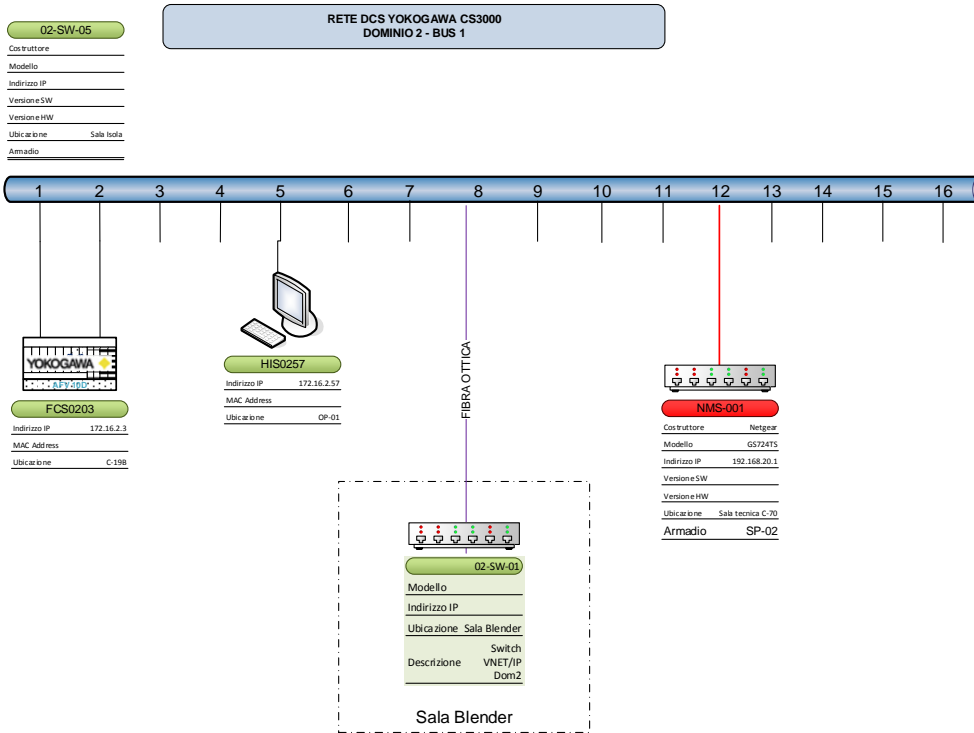 RETE DCS YOKOGAWA CS3000
DOMINIO 2 - BUS 1
02-SW-05
Costruttore
Modello
Indirizzo IP
Versione SW
Versione HW
Ubicazione Sala Isola
Armadio
1 2 3 4 5 6 7 8 9 10 11 12 13 14 15 16
YOKOGAWA
FCS0203
Indirizzo IP 172.16.2.3
MAC Address
Ubicazione C-19B
HIS0257
Indirizzo IP 172.16.2.57
MAC Address
Ubicazione OP-01
FIBRA OTTICA
NMS-001
Costruttore Netgear
Modello GS724TS
Indirizzo IP 192.168.20.1
Versione SW
Versione HW
Ubicazione Sala tecnica C-70
Armadio SP-02
02-SW-01
Modello
Indirizzo IP
Ubicazione Sala Blender
Descrizione Switch
VNET/IP
Dom2
Sala Blender